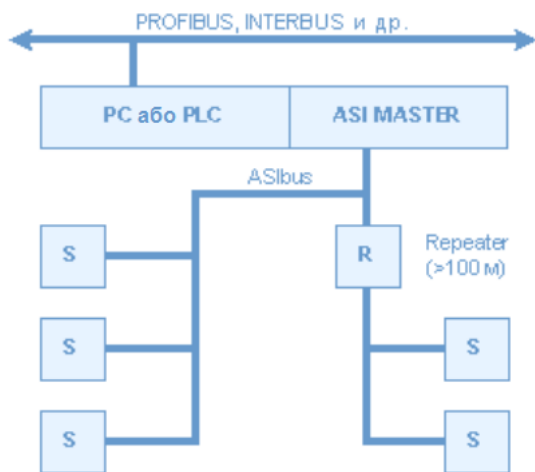 PROFIBUS, INTERBUS и др.
PC або PLC
ASI MASTER
ASIbus
S
R
Repeater
(>100 м)
S
S
S
S